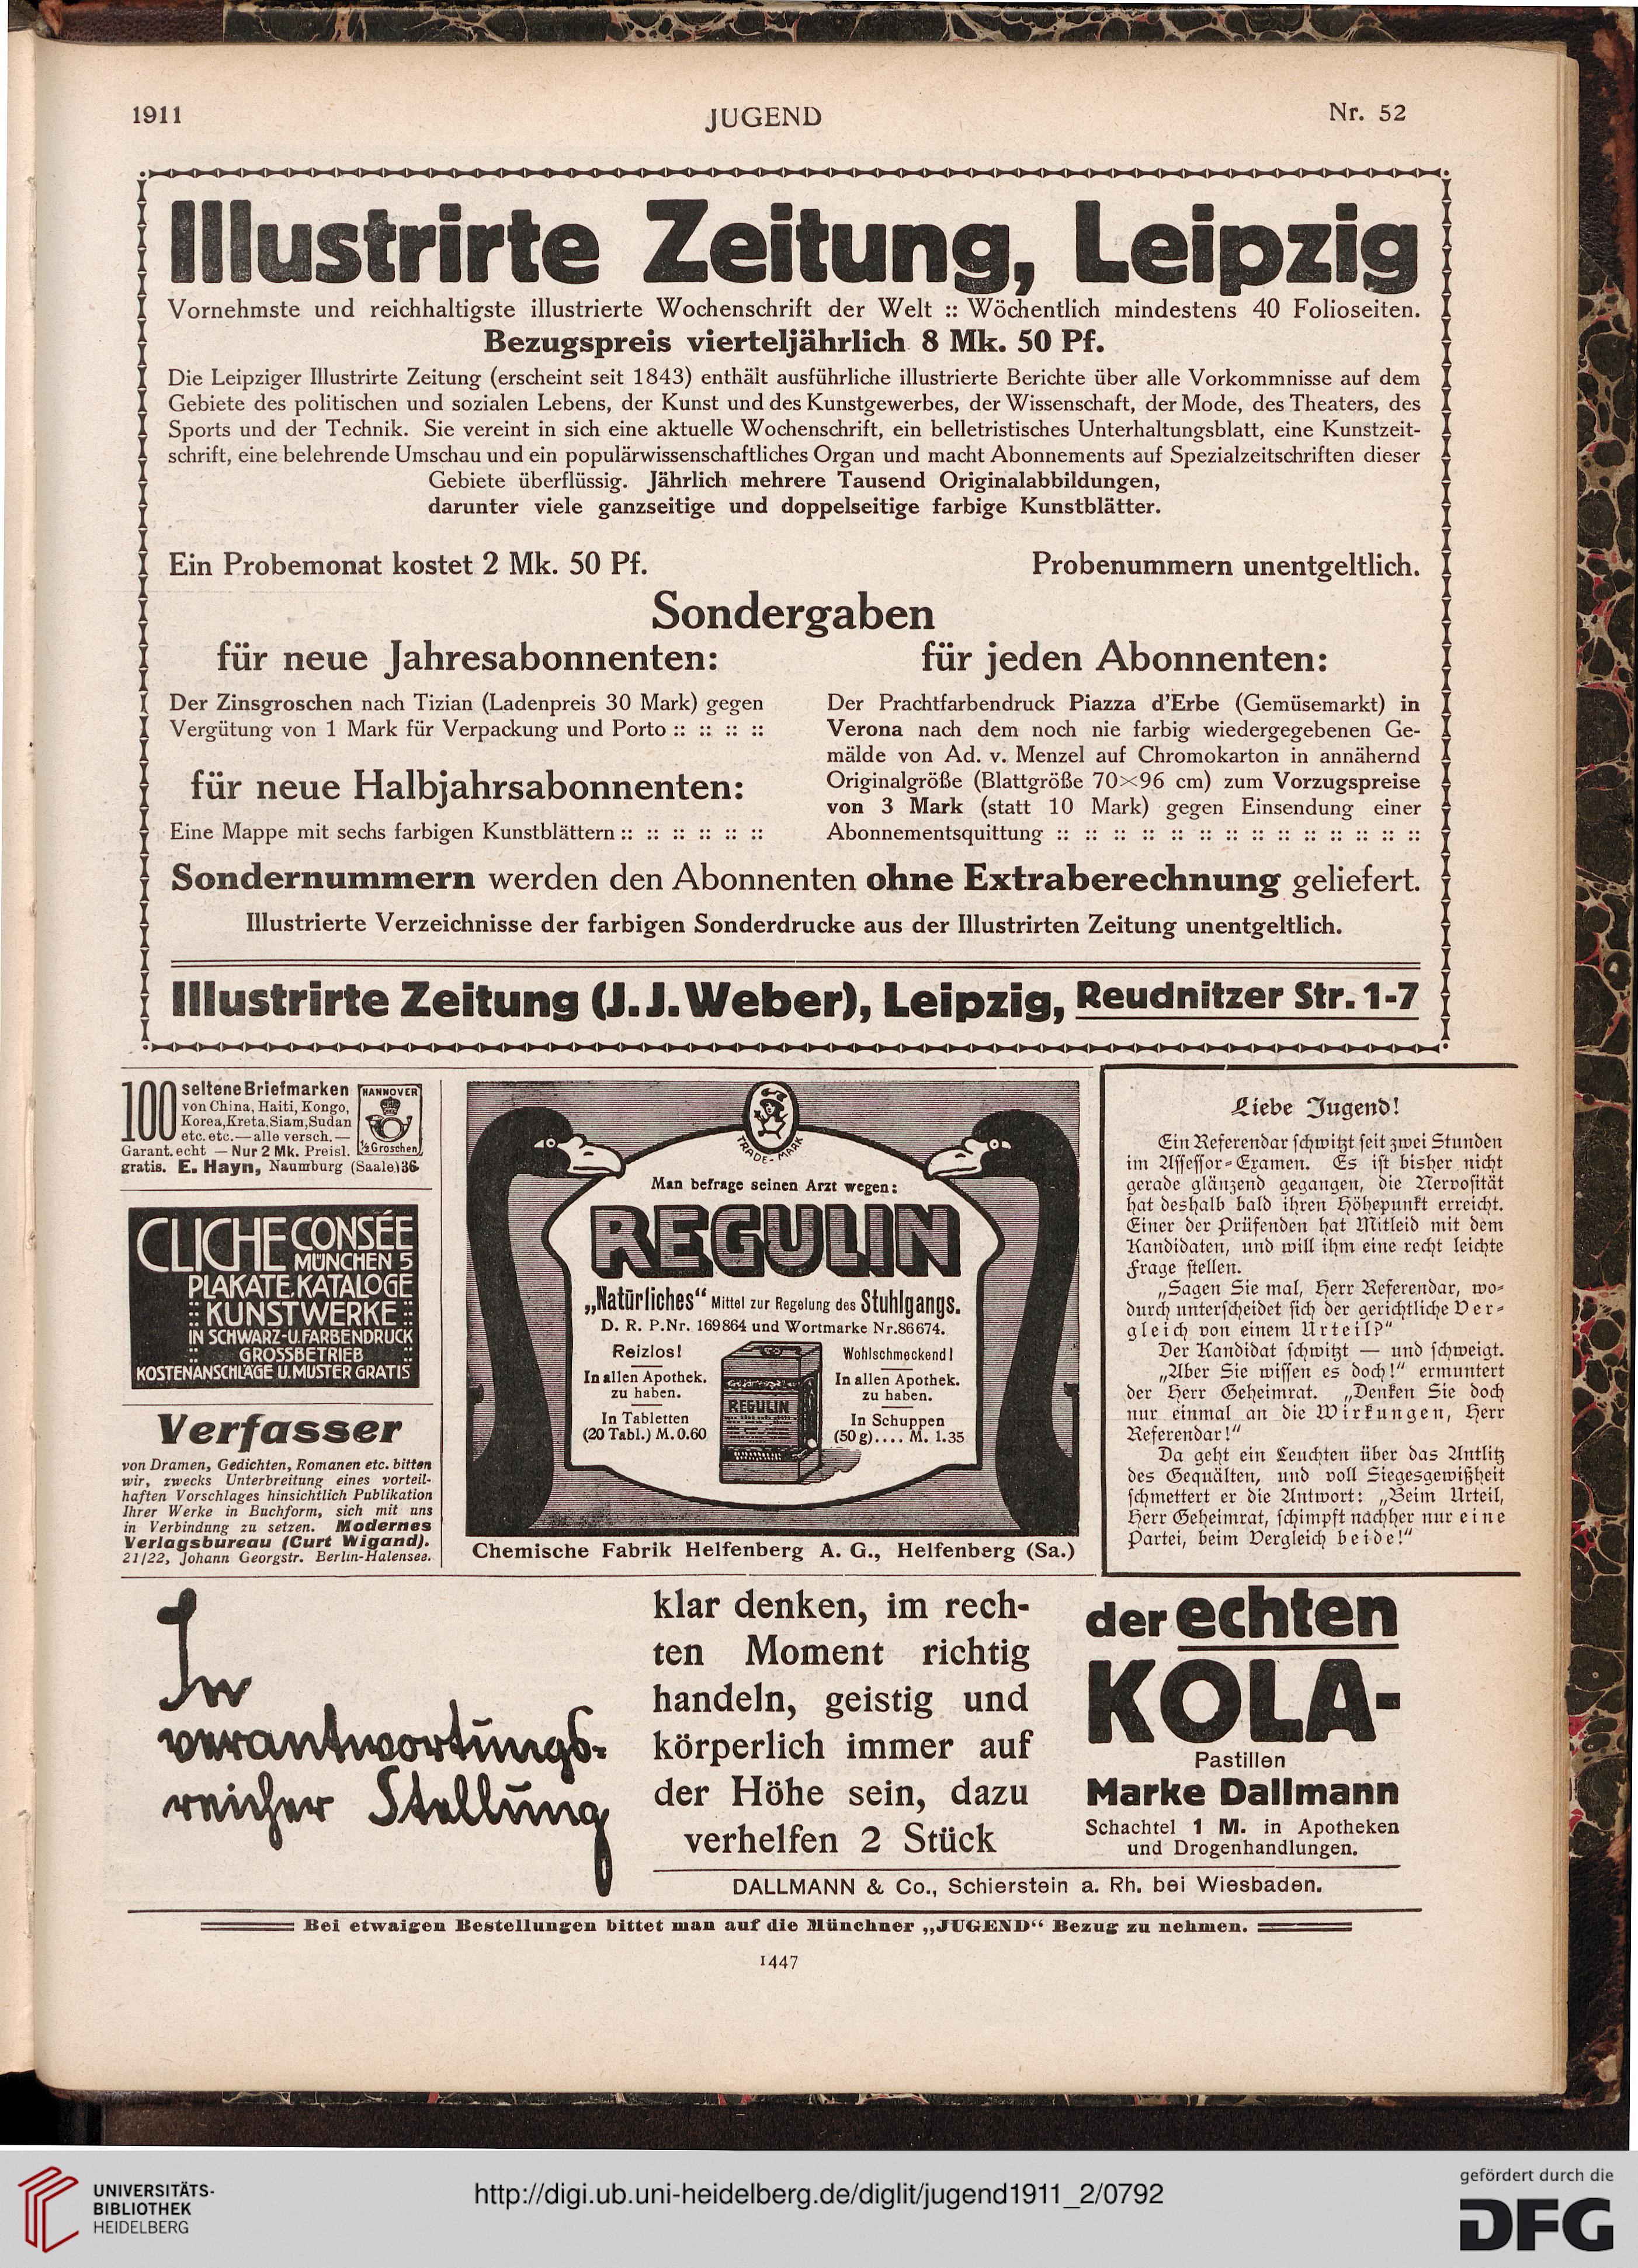 1911
JUGEND
Nr. 52
Illustrirte Zeitung, Leipzig
Vornehmste und reichhaltigste illustrierte Wochenschrift der Welt :: Wöchentlich mindestens 40 Folioseiten.
Bezugspreis vierteljährlich 8 Mk. 50 Pf.
Die Leipziger Illustrirte Zeitung (erscheint seit 1843) enthält ausführliche illustrierte Berichte über alle Vorkommnisse auf dem
Gebiete des politischen und sozialen Lebens, der Kunst und des Kunstgewerbes, der Wissenschaft, der Mode, des Theaters, des
Sports und der Technik. Sie vereint in sich eine aktuelle Wochenschrift, ein belletristisches Unterhaltungsblatt, eine Kunstzeit-
schrift, eine belehrende Umschau und ein populärwissenschaftliches Organ und macht Abonnements auf Spezialzeitschriften dieser
Gebiete überflüssig. Jährlich mehrere Tausend Originalabbildungen,
darunter viele ganzseitige und doppelseitige farbige Kunstblätter.
Ein Probemonat kostet 2 Mk. 50 Pf.
Probenummern unentgeltlich.
Sondergaben
für neue Jahresabonnenten:
Der Zinsgroschen nach Tizian (Ladenpreis 30 Mark) gegen
Vergütung von 1 Mark für Verpackung und Porto :: :: :: ::
für neue Halbjahrsabonnenten:
Eine Mappe mit sechs farbigen Kunstblättern :: :: :: :: :: ::
für jeden Abonnenten:
Der Prachtfarbendruck Piazza d'Erbe (Gemüsemarkt) in
Verona nach dem noch nie farbig wiedergegebenen Ge-
mälde von Ad. v. Menzel auf Chromokarton in annähernd
Originalgröße (Blattgröße 70×96 cm) zum Vorzugspreise
von 3 Mark (statt 10 Mark) gegen Einsendung einer
Abonnementsquittung :: :: :: :: :: :: :: :: :: :: :: :: :: ::
Sondernummern werden den Abonnenten ohne Extraberechnung geliefert.
Illustrierte Verzeichnisse der farbigen Sonderdrucke aus der Illustrirten Zeitung unentgeltlich.
Illustrirte Zeitung (J. J. Weber), Leipzig, Reudnitzer Str. 1-7
100 seltene Briefmarken
von China, Haiti, Kongo,
Korea, Kreta, Siam, Sudan
etc. etc. — alle versch. —
Garant. echt — Nur 2 Mk. Preisl.
gratis. E. Hayn, Naumburg (Saale) 36
HANNOVER
½ Groschen
CLICHE CONSÉE
MÜNCHEN 5
PLAKATE, KATALOGE
:: KUNSTWERKE ::
IN SCHWARZ- U. FARBENDRUCK
:: GROSSBETRIEB ::
KOSTENANSCHLÄGE U. MUSTER GRATIS
Verfasser
von Dramen, Gedichten, Romanen etc. bitten
wir, zwecks Unterbreitung eines vorteil-
haften Vorschlages hinsichtlich Publikation
Ihrer Werke in Buchform, sich mit uns
in Verbindung zu setzen. Modernes
Verlagsbureau (Curt Wigand).
21/22, Johann Georgstr. Berlin-Halensee.
TRADE-MARK
Man befrage seinen Arzt wegen:
REGULIN
„Natürliches“ Mittel zur Regelung des Stuhlgangs.
D. R. P. Nr. 169864 und Wortmarke Nr. 86674.
Reizlos!
In allen Apothek.
zu haben.
In Tabletten
(20 Tabl.) M. 0.60
REGULIN
Wohlschmeckend!
In allen Apothek.
zu haben.
In Schuppen
(50 g).... M. 1.35
Chemische Fabrik Helfenberg A. G., Helfenberg (Sa.)
Liebe Jugend!
Ein Referendar schwitzt seit zwei Stunden
im Assessor-Examen. Es ist bisher nicht
gerade glänzend gegangen, die Nervosität
hat deshalb bald ihren Höhepunkt erreicht.
Einer der Prüfenden hat Mitleid mit dem
Kandidaten, und will ihm eine recht leichte
Frage stellen.
„Sagen Sie mal, Herr Referendar, wo-
durch unterscheidet sich der gerichtliche Ver-
gleich von einem Urteil?“
Der Kandidat schwitzt — und schweigt.
„Aber Sie wissen es doch!“ ermuntert
der Herr Geheimrat. „Denken Sie doch
nur einmal an die Wirkungen, Herr
Referendar!“
Da geht ein Leuchten über das Antlitz
des Gequälten, und voll Siegesgewißheit
schmettert er die Antwort: „Beim Urteil,
Herr Geheimrat, schimpft nachher nur eine
Partei, beim Vergleich beide!“
In
verantwortungs-
reicher Stellung
klar denken, im rech-
ten Moment richtig
handeln, geistig und
körperlich immer auf
der Höhe sein, dazu
verhelfen 2 Stück
der echten
KOLA-
Pastillen
Marke Dallmann
Schachtel 1 M. in Apotheken
und Drogenhandlungen.
DALLMANN & Co., Schierstein a. Rh. bei Wiesbaden.
Bei etwaigen Bestellungen bittet man auf die Münchner „JUGEND“ Bezug zu nehmen.
1447
UNIVERSITÄTS-
BIBLIOTHEK
HEIDELBERG
http://digi.ub.uni-heidelberg.de/diglit/jugend1911_2/0792
gefördert durch die
DFG